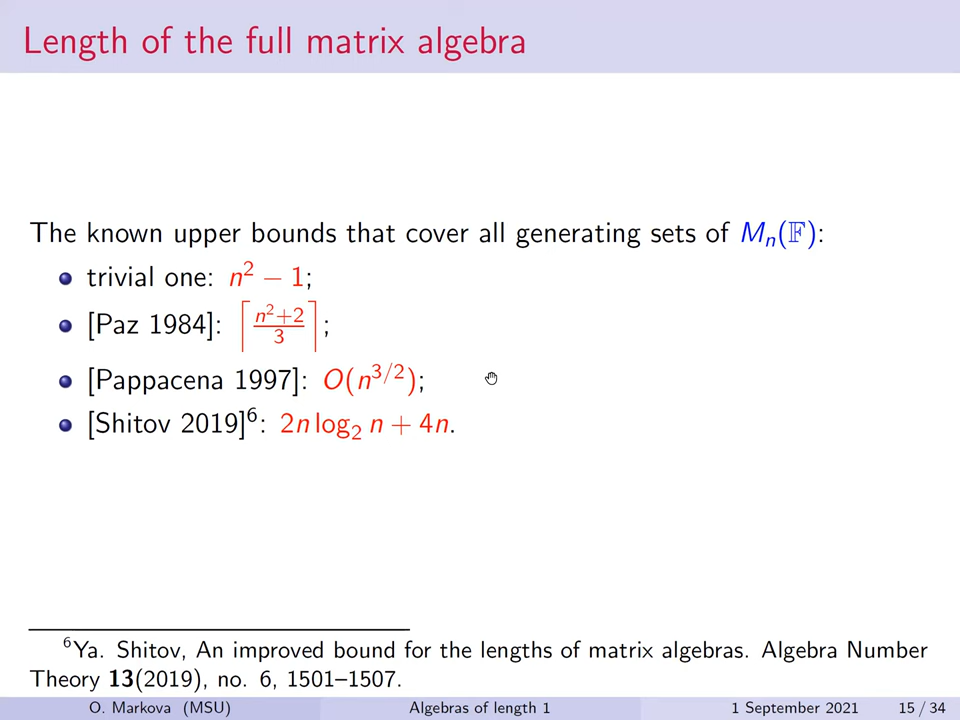 Length of the full matrix algebra
The known upper bounds that cover all generating sets of Mₙ(𝔽):
trivial one: n² − 1;
[Paz 1984]: ⌈(n²+2)/3⌉;
[Pappacena 1997]: O(n^{3/2});
[Shitov 2019]⁶: 2n log₂ n + 4n.
⁶Ya. Shitov, An improved bound for the lengths of matrix algebras. Algebra Number
Theory 13(2019), no. 6, 1501–1507.
O. Markova (MSU) Algebras of length 1 1 September 2021 15 / 34